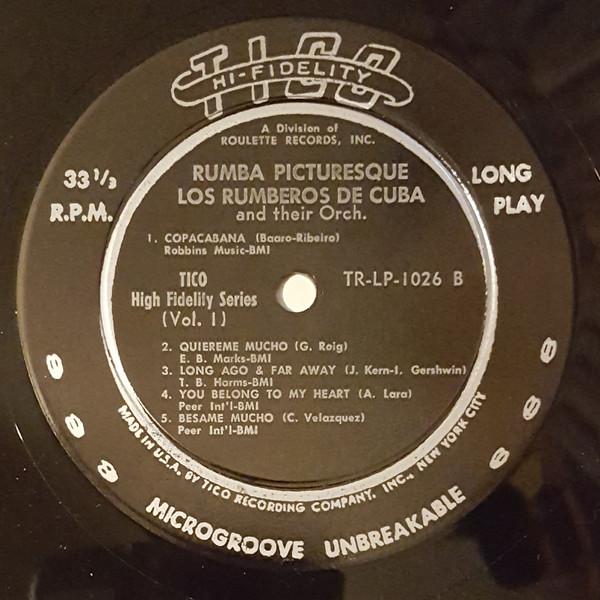 TICO
HI-FIDELITY
A Division of
ROULETTE RECORDS, INC.
33 1/3
R.P.M.
LONG
PLAY
RUMBA PICTURESQUE
LOS RUMBEROS DE CUBA
and their Orch.
1. COPACABANA (Baaro-Ribeiro)
Robbins Music-BMI
TICO
High Fidelily Series
(Vol. 1)
TR-LP-1026 B
2. QUIEREME MUCHO (G. Roig)
E. B. Marks-BMI
3. LONG AGO & FAR AWAY (J. Kern-I. Gershwin)
T. B. Harms-BMI
4. YOU BELONG TO MY HEART (A. Lara)
Peer Int'l-BMI
5. BESAME MUCHO (C. Velazquez)
Peer Int'l-BMI
MADE IN U.S.A. BY TICO RECORDING COMPANY, INC., NEW YORK CITY
MICROGROOVE UNBREAKABLE